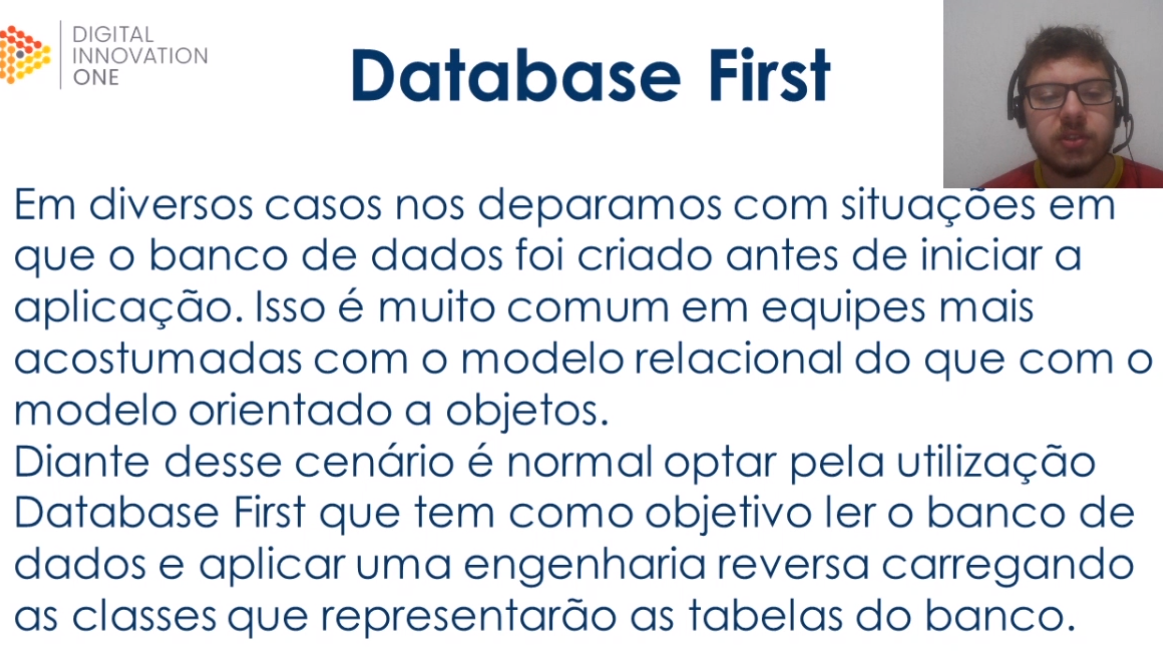 DIGITAL
INNOVATION
ONE
Database First
Em diversos casos nos deparamos com situações em
que o banco de dados foi criado antes de iniciar a
aplicação. Isso é muito comum em equipes mais
acostumadas com o modelo relacional do que com o
modelo orientado a objetos.
Diante desse cenário é normal optar pela utilização
Database First que tem como objetivo ler o banco de
dados e aplicar uma engenharia reversa carregando
as classes que representarão as tabelas do banco.